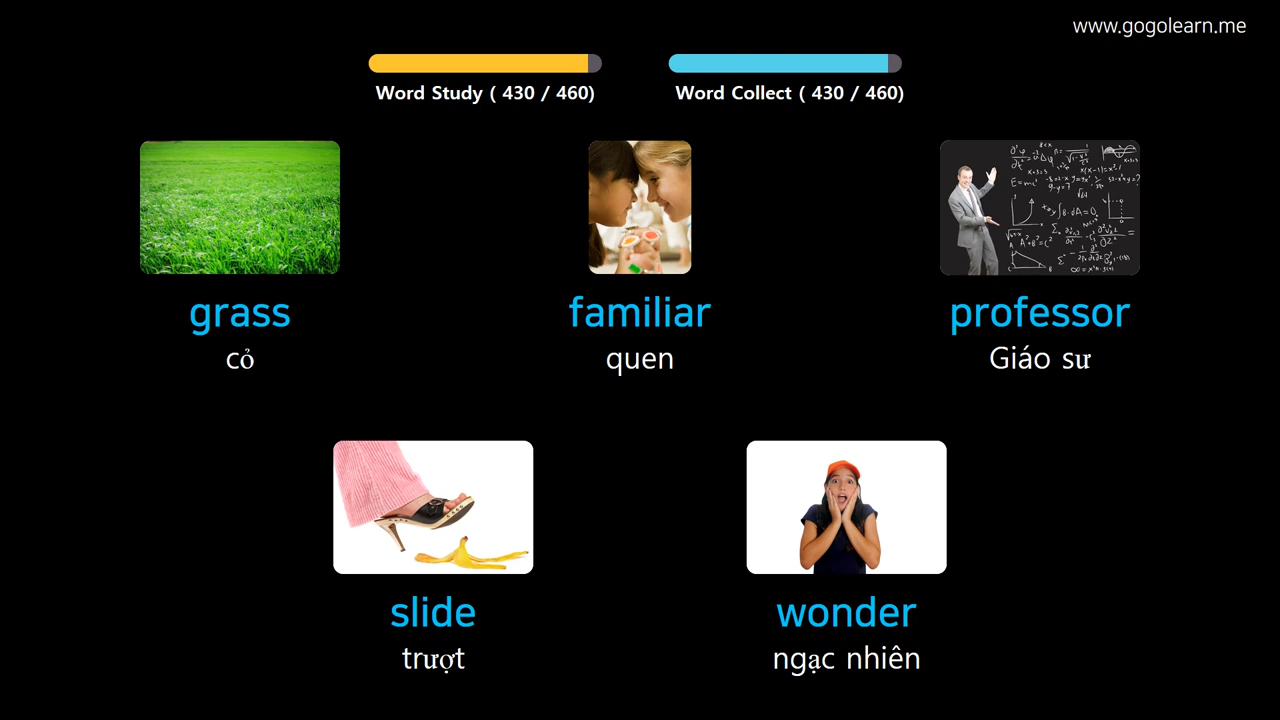 www.gogolearn.me
Word Study ( 430 / 460)
Word Collect ( 430 / 460)
grass
cỏ
familiar
quen
professor
Giáo sư
slide
trượt
wonder
ngạc nhiên